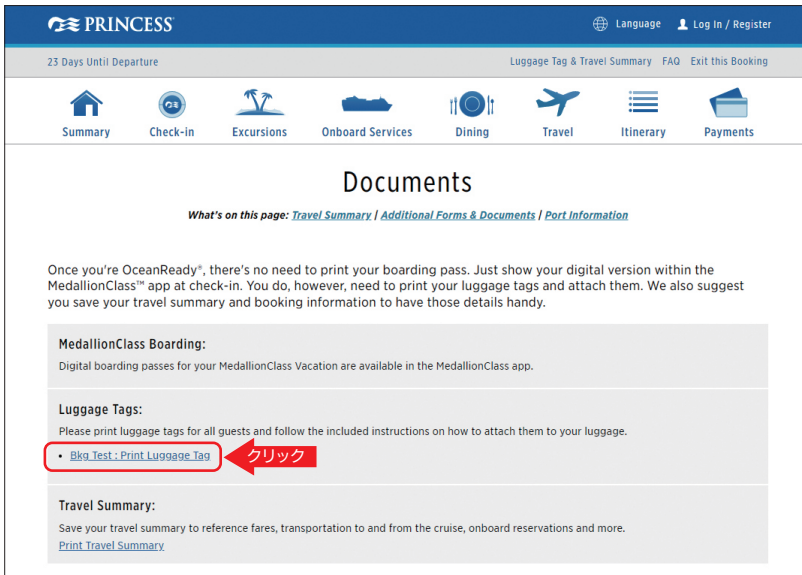 PRINCESS
Language Log In / Register
23 Days Until Departure
Luggage Tag & Travel Summary FAQ Exit this Booking
Summary Check-in Excursions Onboard Services Dining Travel Itinerary Payments
Documents
What's on this page: Travel Summary | Additional Forms & Documents | Port Information
Once you're OceanReady®, there's no need to print your boarding pass. Just show your digital version within the
MedallionClass™ app at check-in. You do, however, need to print your luggage tags and attach them. We also suggest
you save your travel summary and booking information to have those details handy.
MedallionClass Boarding:
Digital boarding passes for your MedallionClass Vacation are available in the MedallionClass app.
Luggage Tags:
Please print luggage tags for all guests and follow the included instructions on how to attach them to your luggage.
• Bkg Test : Print Luggage Tag
クリック
Travel Summary:
Save your travel summary to reference fares, transportation to and from the cruise, onboard reservations and more.
Print Travel Summary